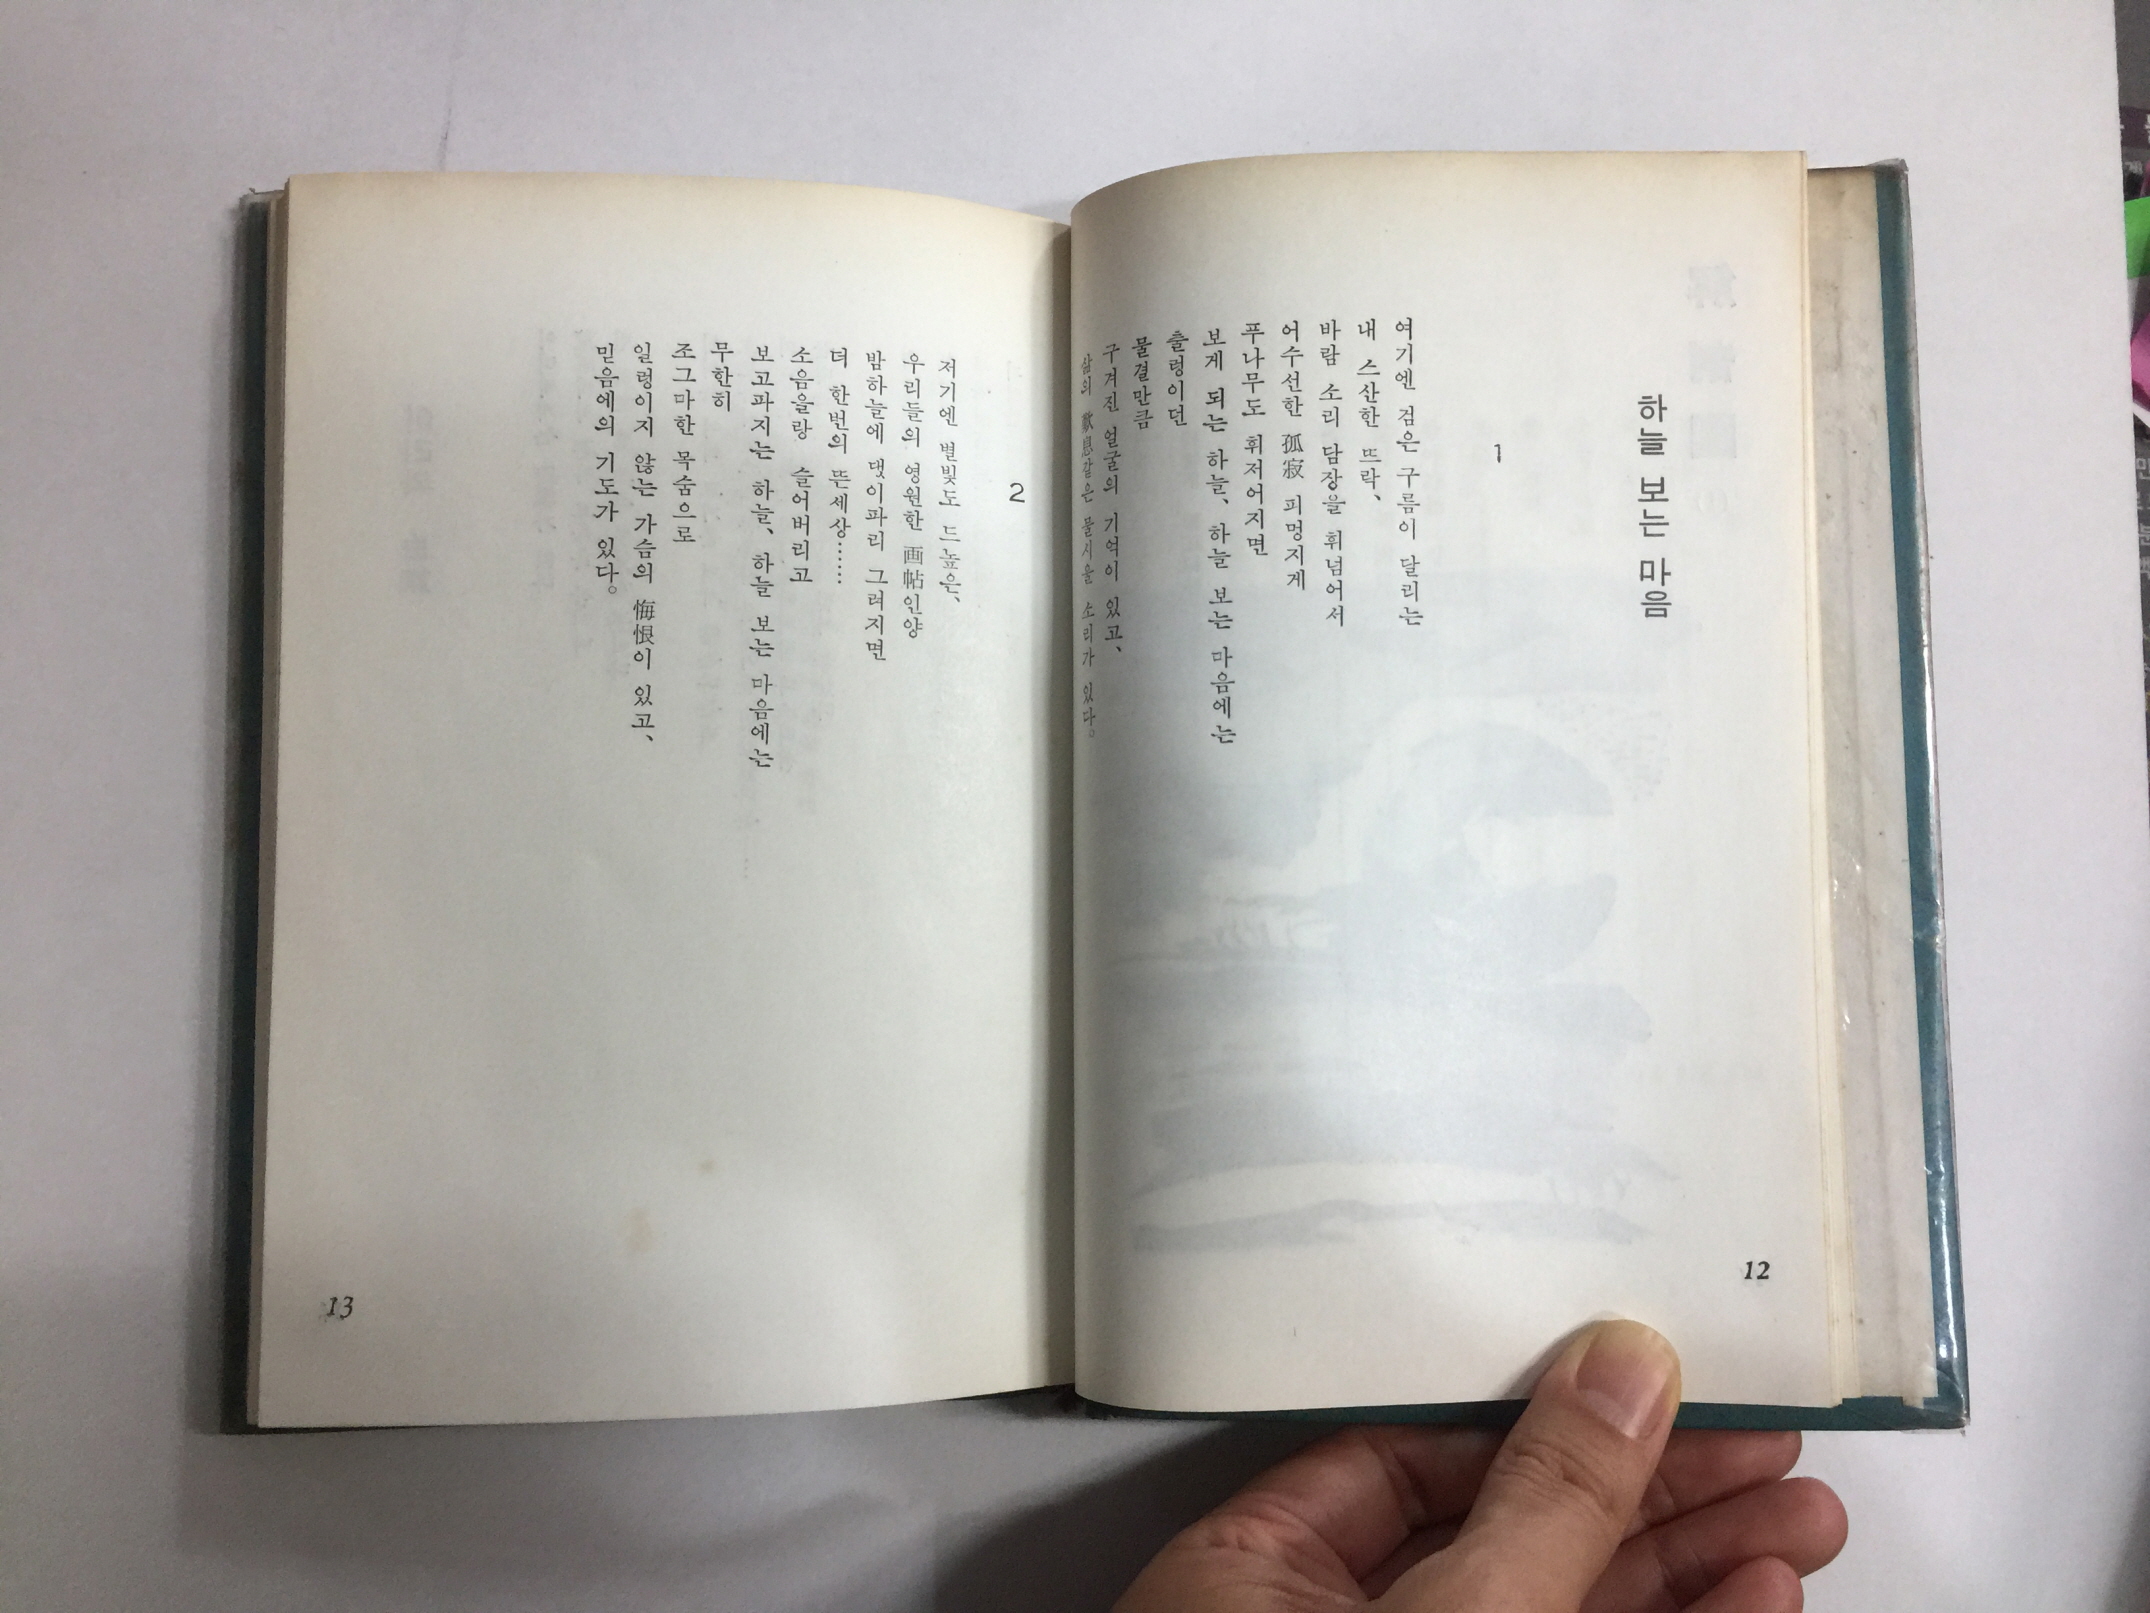 하늘 보는 마음
1
여기엔 검은 구름이 달리는
내 스산한 뜨락、
바람 소리 담장을 휘넘어서
어수선한 孤寂 피멍지게
푸나무도 휘저어지면
보게 되는 하늘、하늘 보는 마음에는
출렁이던
물결만큼
구겨진 얼굴의 기억이 있고、
삶의 歎息같은 물시울 소리가 있다。
12
2
저기엔 별빛도 드높은、
우리들의 영원한 画帖인양
밤하늘에 댓이파리 그려지면
더 한번의 뜬세상……
소음을랑 슬어버리고
보고파지는 하늘、하늘 보는 마음에는
무한히
조그마한 목숨으로
일렁이지 않는 가슴의 悔恨이 있고、
믿음에의 기도가 있다。
13